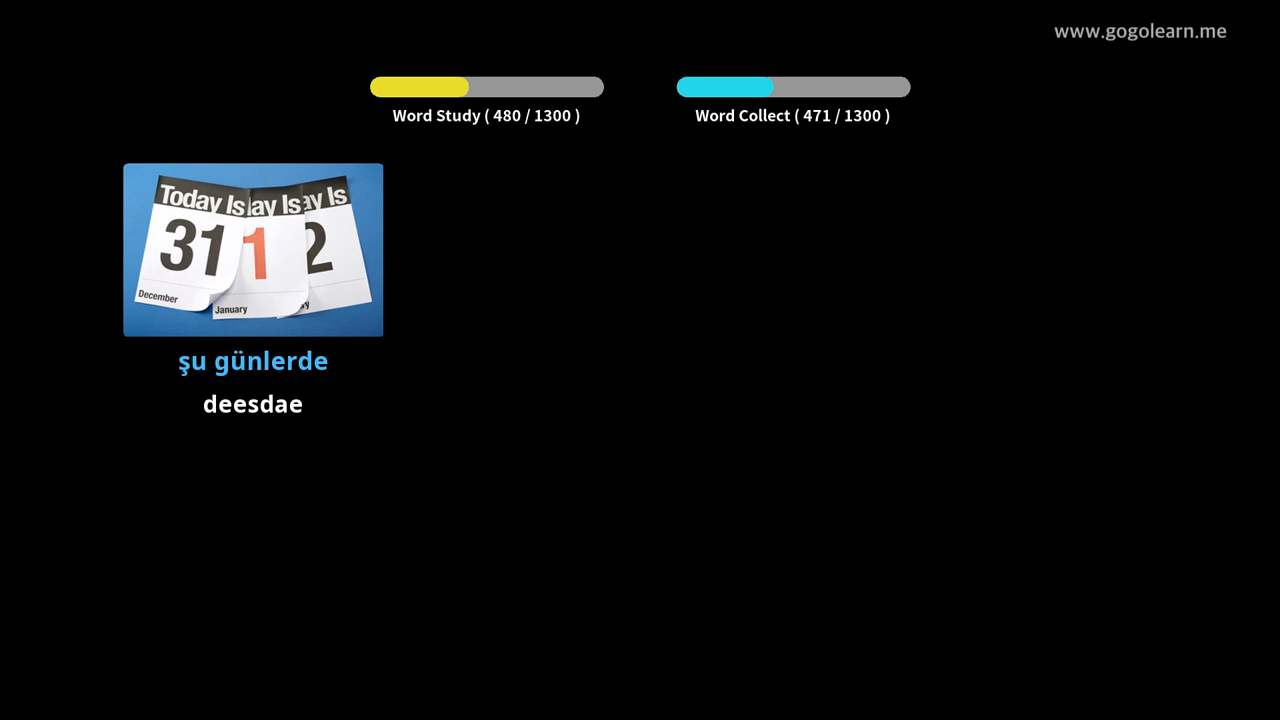 www.gogolearn.me
Word Study ( 480 / 1300 )
Word Collect ( 471 / 1300 )
Today Is
ay Is
ay Is
31
1
2
December
January
şu günlerde
deesdae